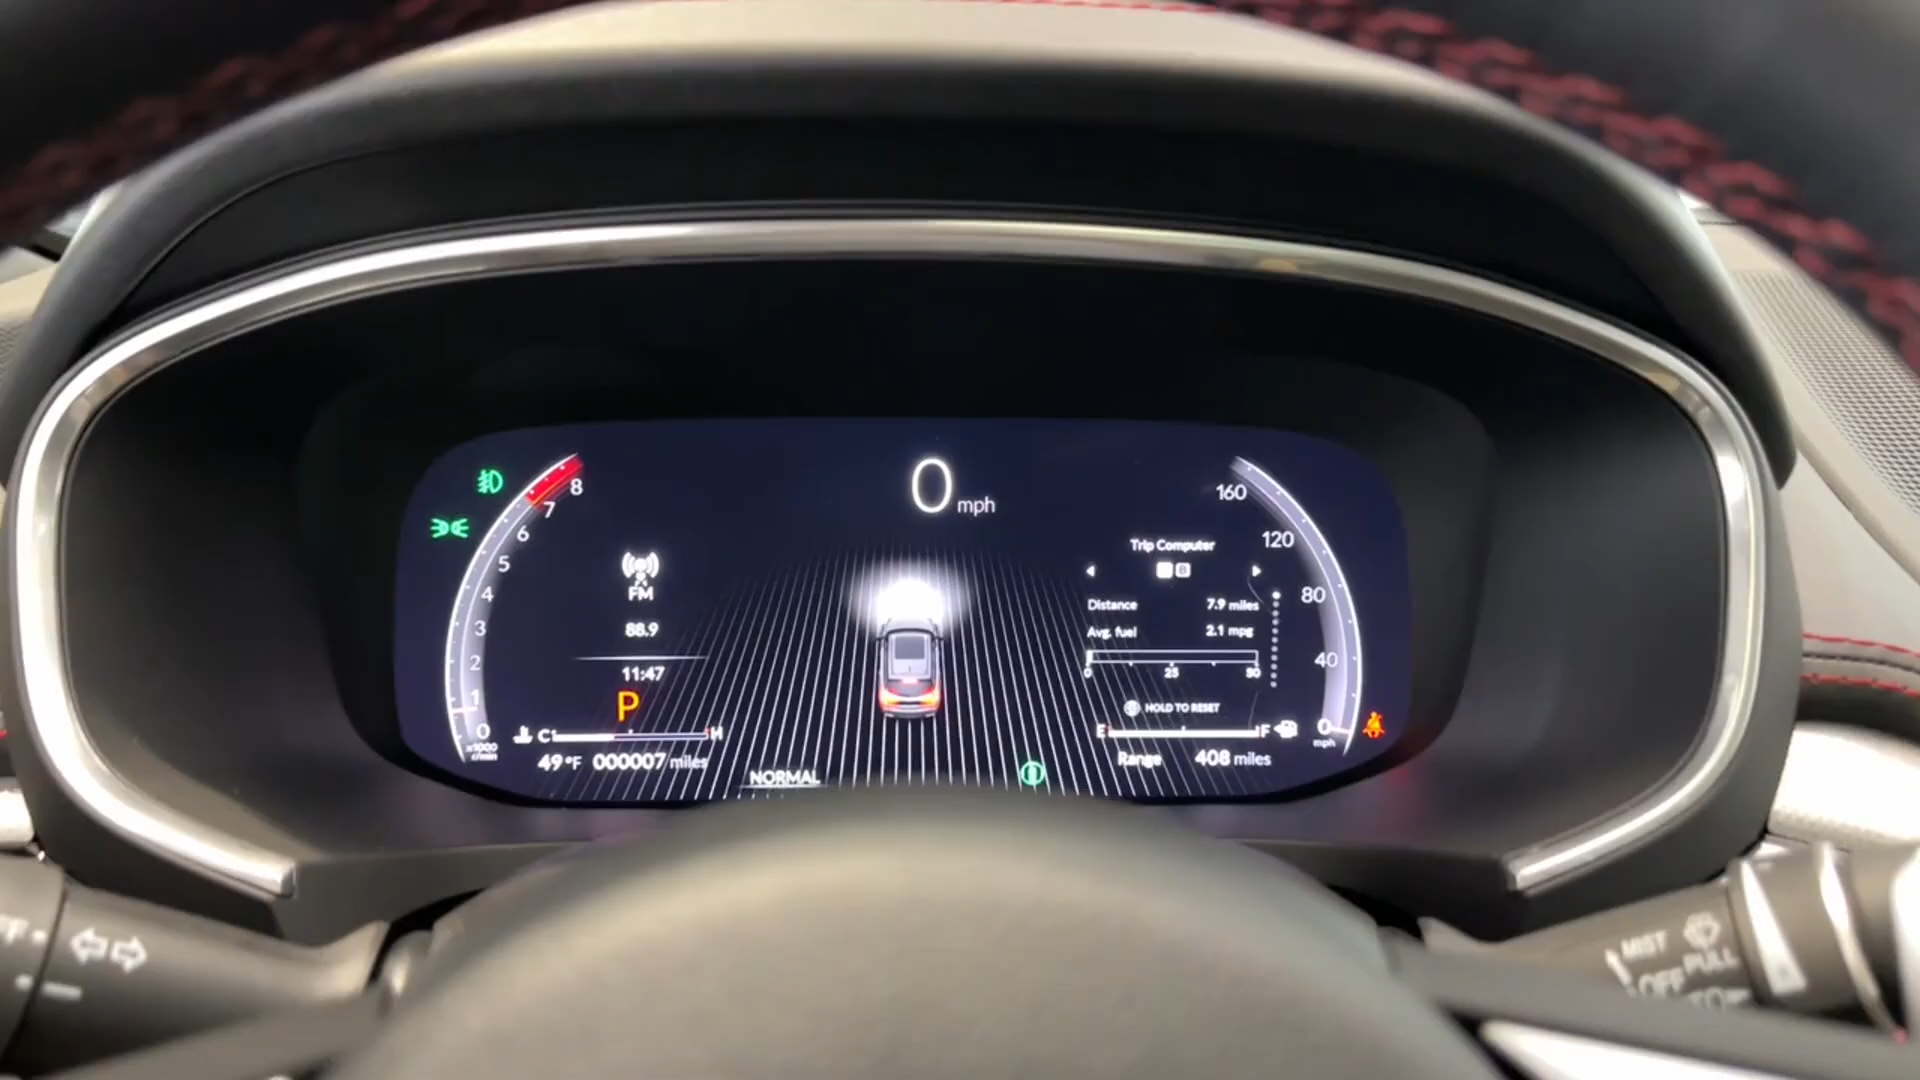 0 mph
8
7
6
5
4
3
2
1
0
x1000
r/min
FM
88.9
11:47
P
C H
49°F 000007 miles
NORMAL
Trip Computer
B
Distance 7.9 miles
Avg. fuel 2.1 mpg
0 25 50
HOLD TO RESET
E F
Range 408 miles
160
120
80
40
0
mph
MIST
PULL
OFF